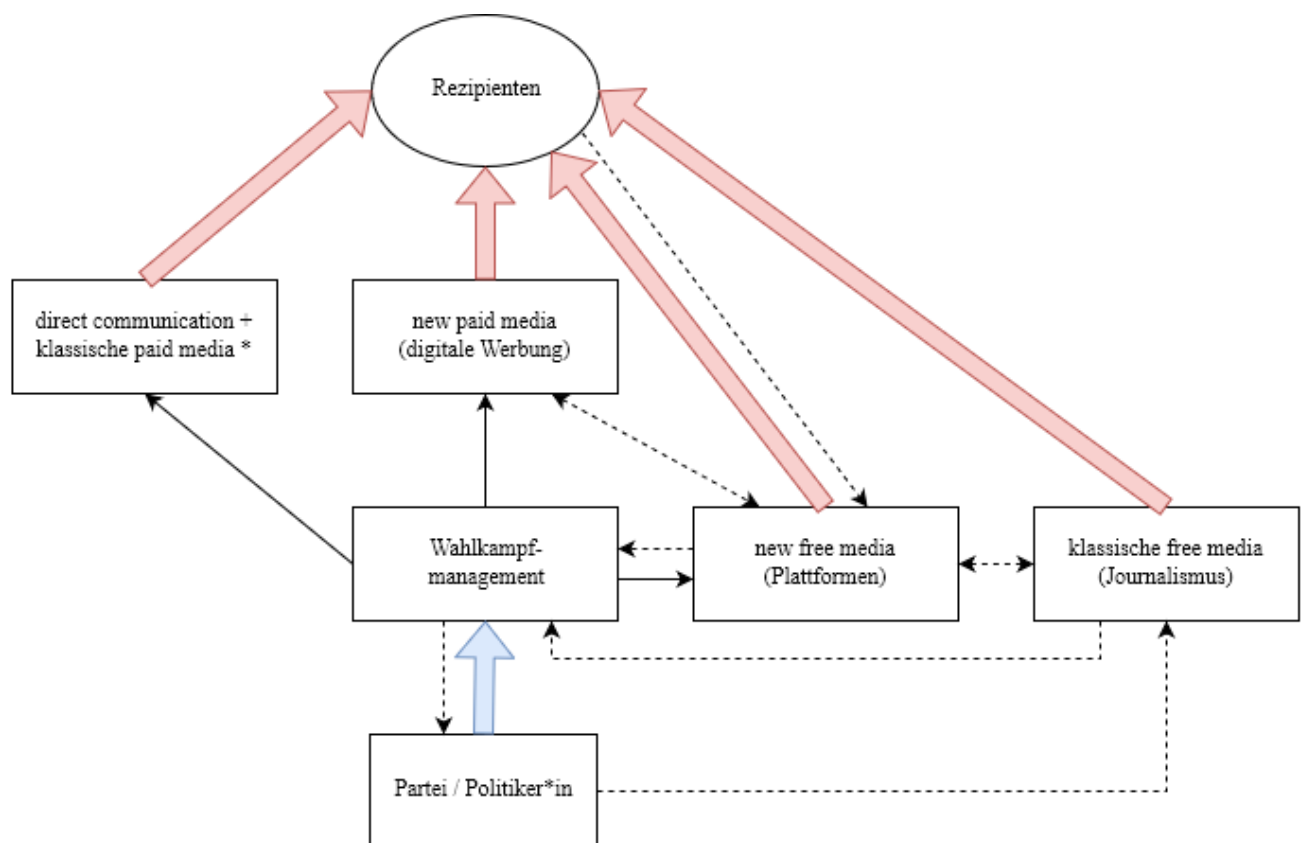 Rezipienten
direct communication +
klassische paid media *
new paid media
(digitale Werbung)
Wahlkampf-
management
new free media
(Plattformen)
klassische free media
(Journalismus)
Partei / Politiker*in